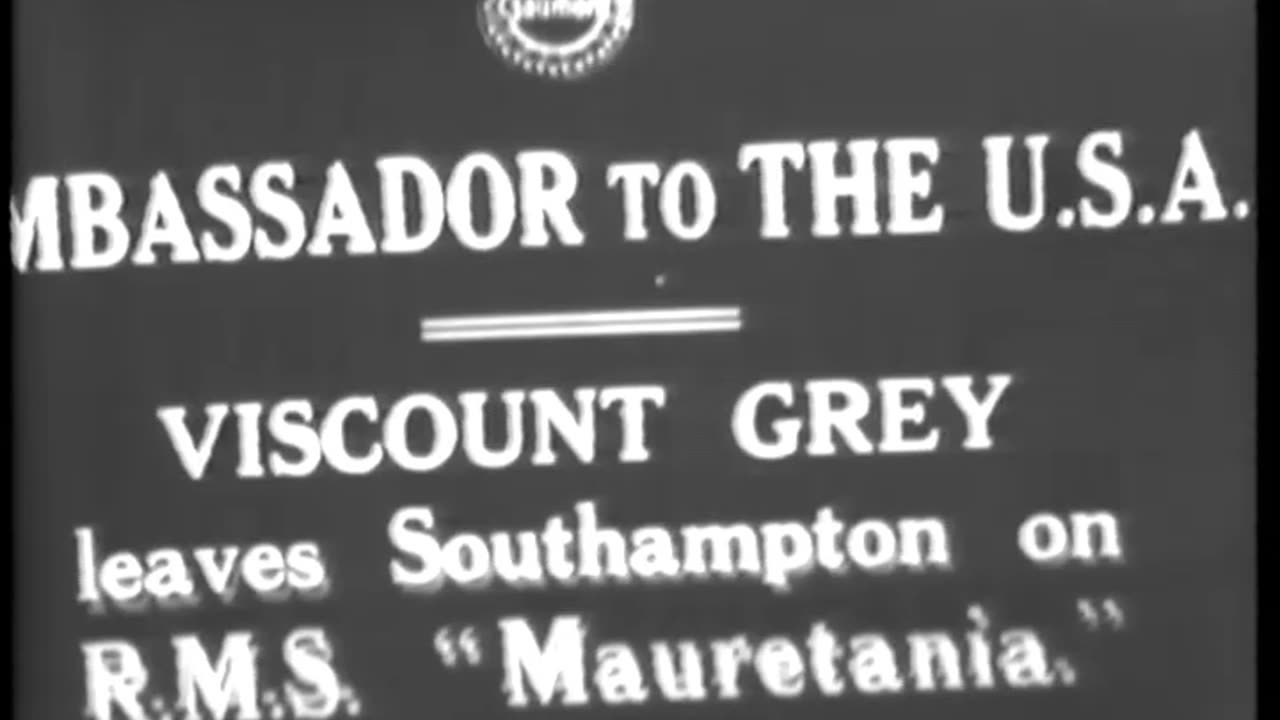 MBASSADOR TO THE U.S.A.
VISCOUNT GREY
leaves Southampton on
R.M.S. "Mauretania."